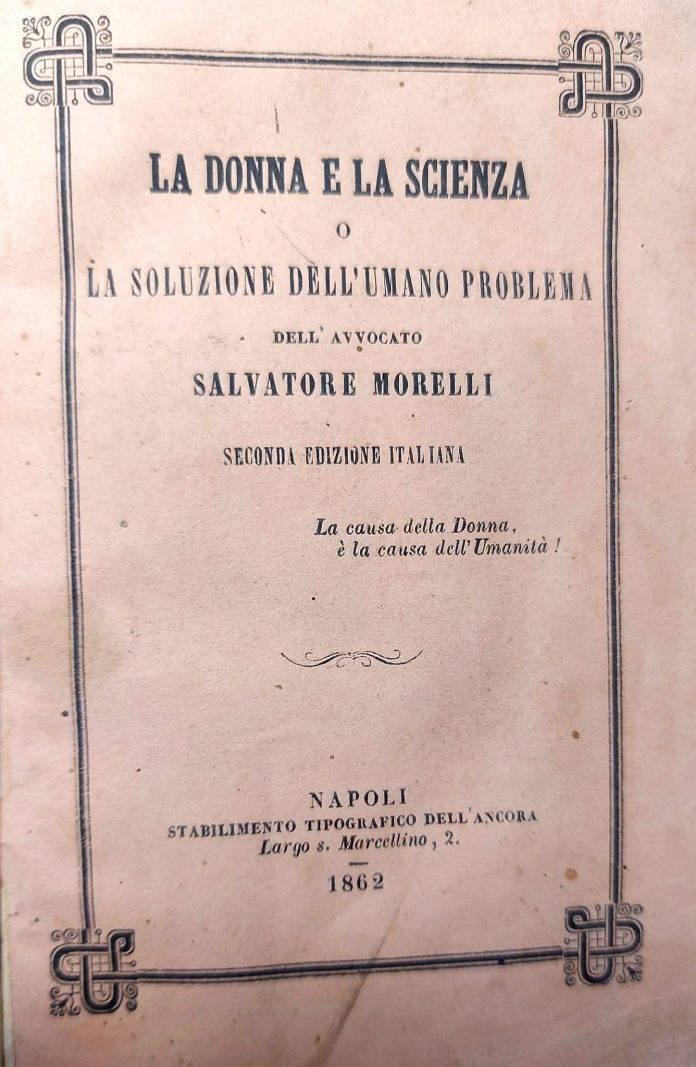 LA DONNA E LA SCIENZA
O
LA SOLUZIONE DELL'UMANO PROBLEMA
DELL' AVVOCATO
SALVATORE MORELLI
SECONDA EDIZIONE ITALIANA
La causa della Donna,
è la causa dell'Umanità !
NAPOLI
STABILIMENTO TIPOGRAFICO DELL'ANCORA
Largo s. Marcellino, 2.
1862